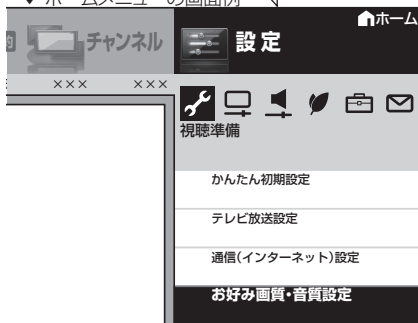 ホームメニューの画面例
ホーム
チャンネル
設定
××× ×××
視聴準備
かんたん初期設定
テレビ放送設定
通信(インターネット)設定
お好み画質・音質設定